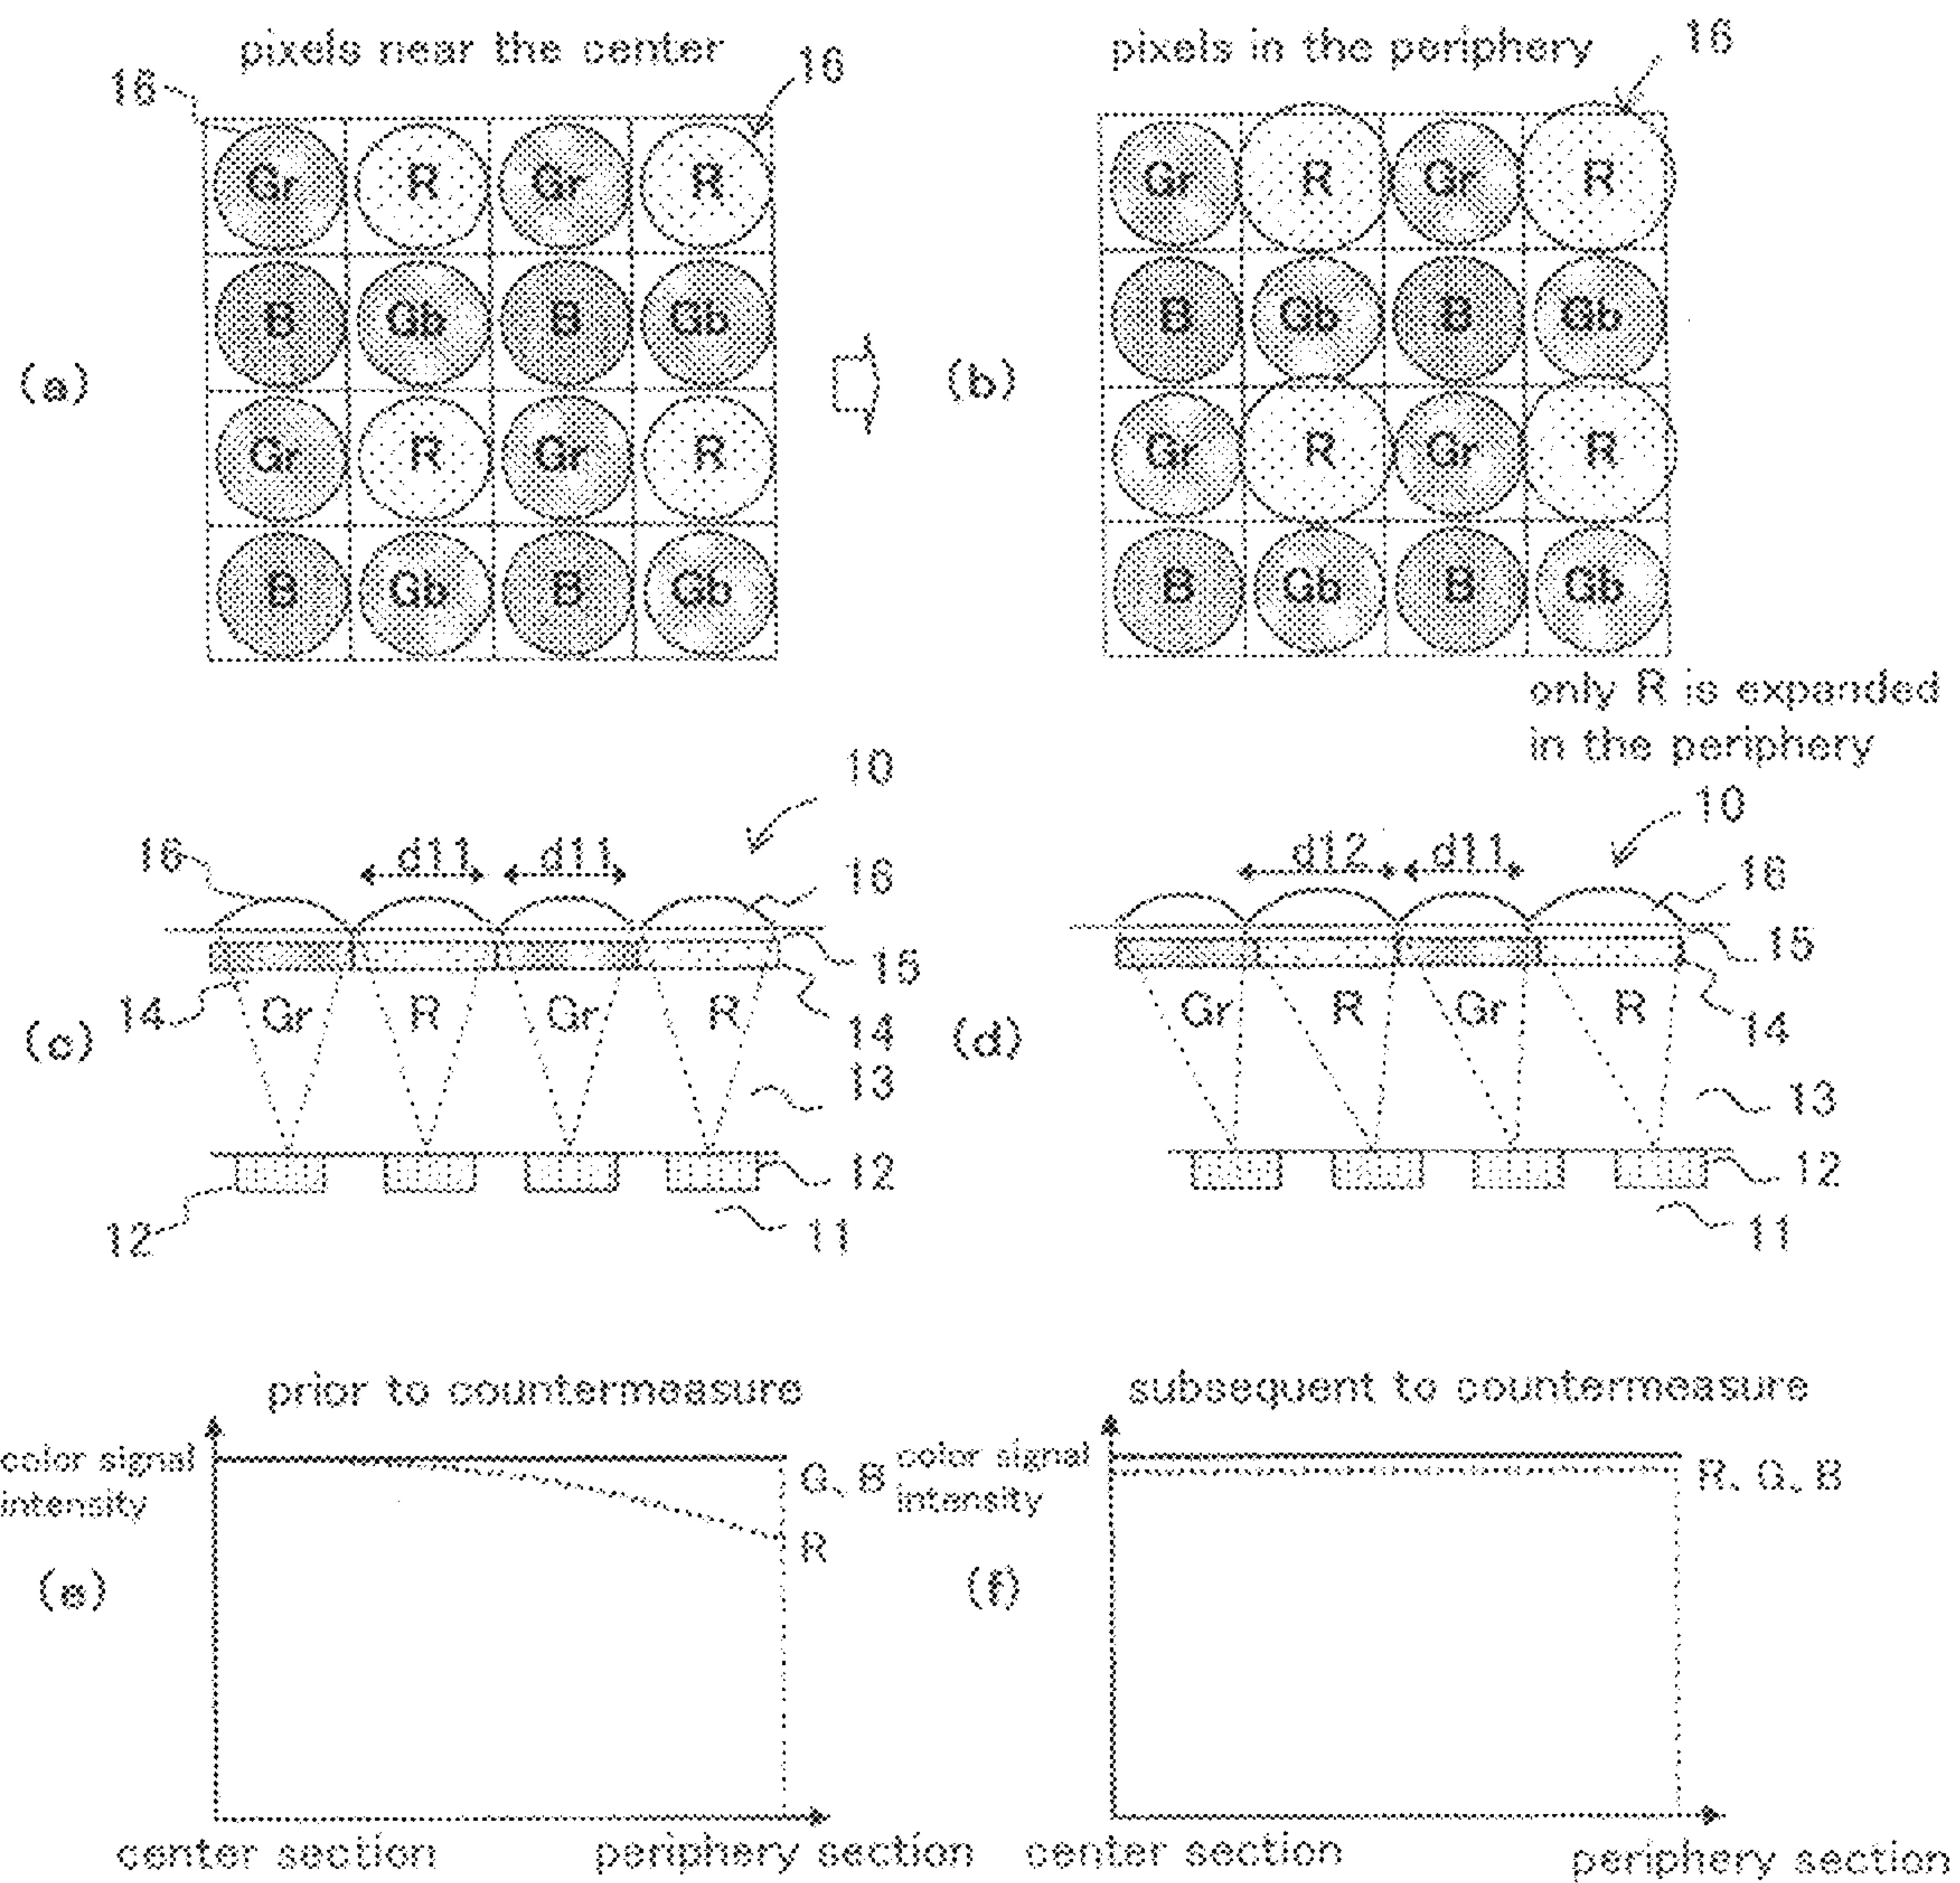 pixels near the center
16
10
Gr R Gr R
B Gb B Gb
Gr R Gr R
B Gb B Gb
(a)
pixels in the periphery
16
Gr R Gr R
B Gb B Gb
Gr R Gr R
B Gb B Gb
(b)
only R is expanded
in the periphery
10
16
d11 d11
16
15
14
Gr R Gr R
14
13
(c)
12
12
11
10
d12 d11
16
15
Gr R Gr R
14
(d)
13
12
11
prior to countermeasure
color signal
intensity
G, B
R
(e)
center section
periphery section
subsequent to countermeasure
color signal
intensity
R, G, B
(f)
center section
periphery section